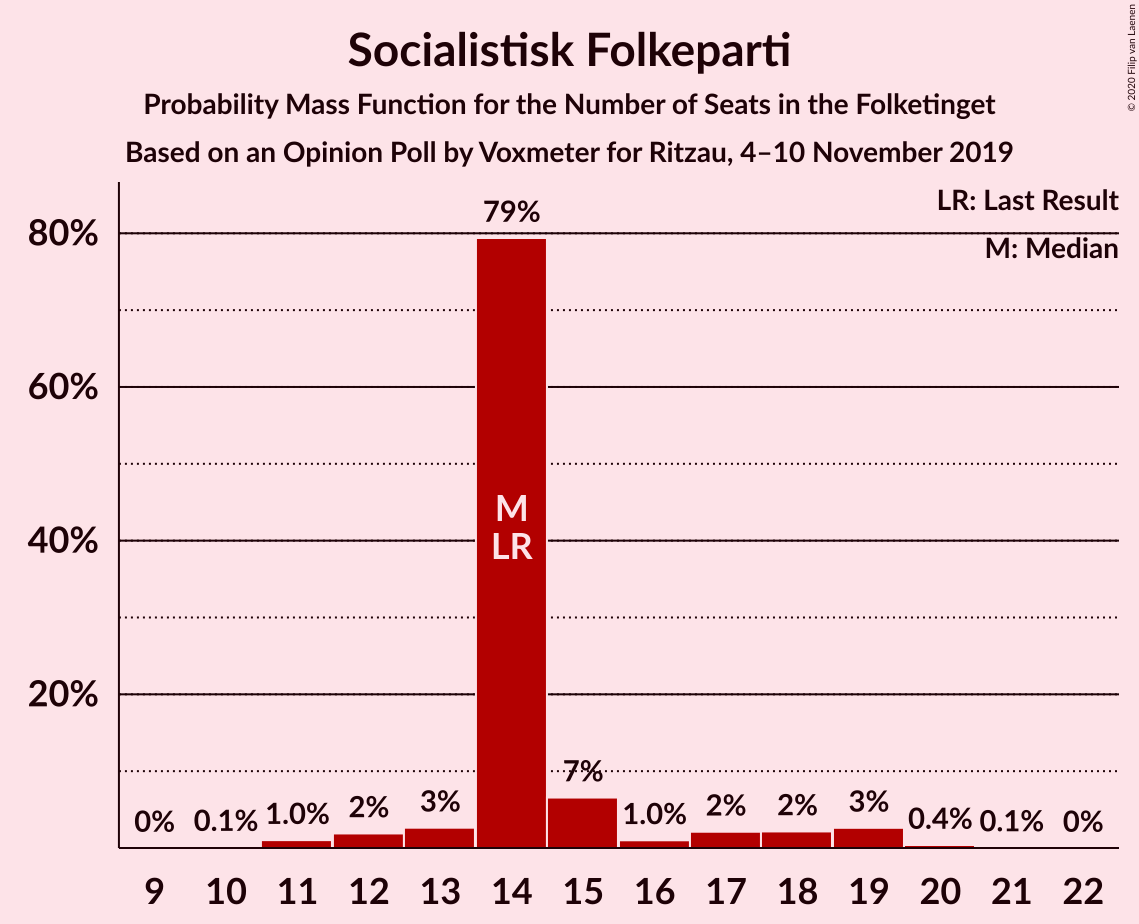 Socialistisk Folkeparti
Probability Mass Function for the Number of Seats in the Folketinget
Based on an Opinion Poll by Voxmeter for Ritzau, 4–10 November 2019
© 2020 Filip van Laenen
LR: Last Result
M: Median
79%
80%
60%
M
40%
LR
20%
0% 0.1% 1.0% 2% 3% 7% 1.0% 2% 2% 3% 0.4% 0.1% 0%
9 10 11 12 13 14 15 16 17 18 19 20 21 22